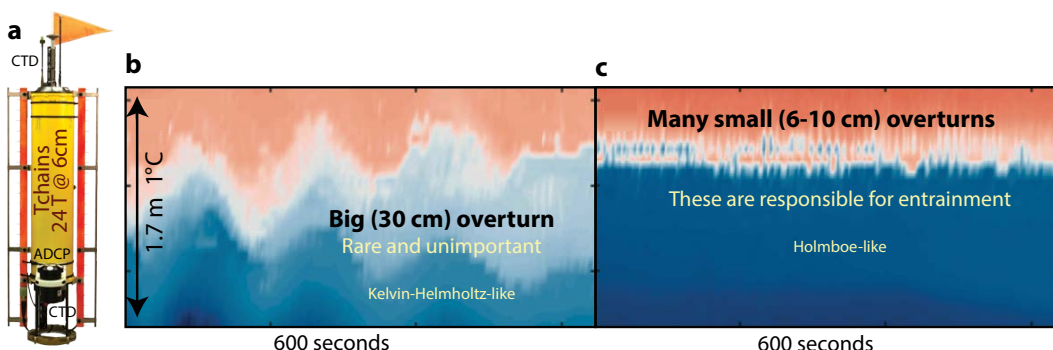 a
CTD
Tchains
24 T @ 6cm
ADCP
CTD
b
1.7 m 1°C
Big (30 cm) overturn
Rare and unimportant
Kelvin-Helmholtz-like
600 seconds
c
Many small (6-10 cm) overturns
These are responsible for entrainment
Holmboe-like
600 seconds